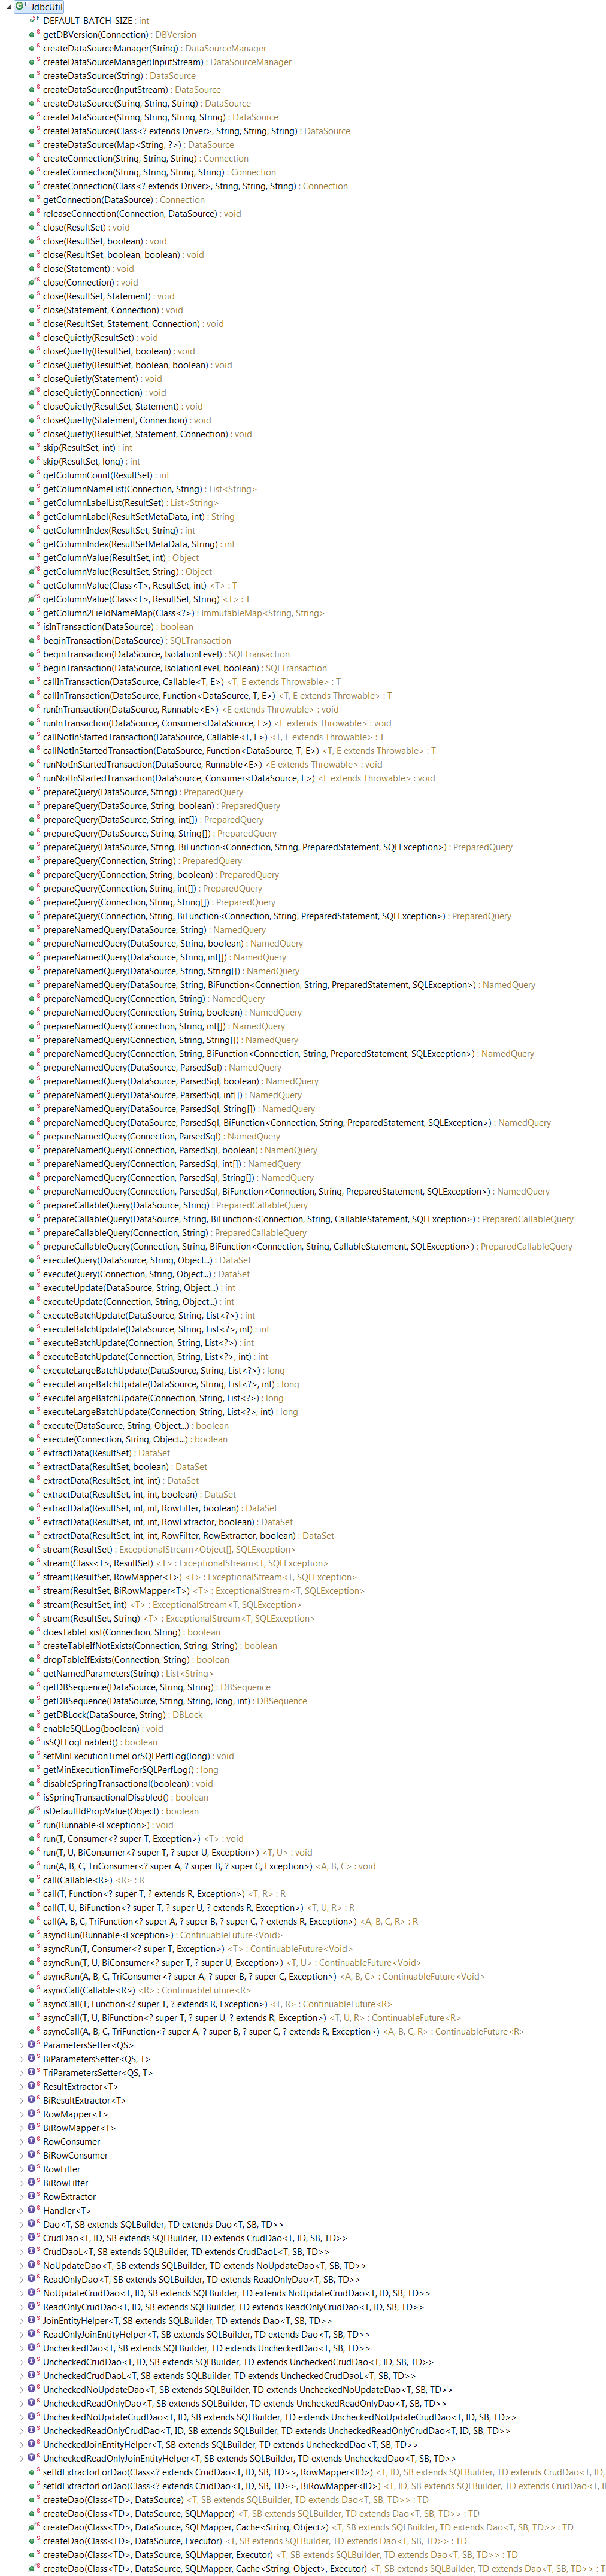 JdbcUtil
DEFAULT_BATCH_SIZE : int
getDBVersion(Connection) : DBVersion
createDataSourceManager(String) : DataSourceManager
createDataSourceManager(InputStream) : DataSourceManager
createDataSource(String) : DataSource
createDataSource(InputStream) : DataSource
createDataSource(String, String, String) : DataSource
createDataSource(String, String, String, String) : DataSource
createDataSource(Class<? extends Driver>, String, String, String) : DataSource
createDataSource(Map<String, ?>) : DataSource
createConnection(String, String, String) : Connection
createConnection(String, String, String, String) : Connection
createConnection(Class<? extends Driver>, String, String, String) : Connection
getConnection(DataSource) : Connection
releaseConnection(Connection, DataSource) : void
close(ResultSet) : void
close(ResultSet, boolean) : void
close(ResultSet, boolean, boolean) : void
close(Statement) : void
close(Connection) : void
close(ResultSet, Statement) : void
close(Statement, Connection) : void
close(ResultSet, Statement, Connection) : void
closeQuietly(ResultSet) : void
closeQuietly(ResultSet, boolean) : void
closeQuietly(ResultSet, boolean, boolean) : void
closeQuietly(Statement) : void
closeQuietly(Connection) : void
closeQuietly(ResultSet, Statement) : void
closeQuietly(Statement, Connection) : void
closeQuietly(ResultSet, Statement, Connection) : void
skip(ResultSet, int) : int
skip(ResultSet, long) : int
getColumnCount(ResultSet) : int
getColumnNameList(Connection, String) : List<String>
getColumnLabelList(ResultSet) : List<String>
getColumnLabel(ResultSetMetaData, int) : String
getColumnIndex(ResultSet, String) : int
getColumnIndex(ResultSetMetaData, String) : int
getColumnValue(ResultSet, int) : Object
getColumnValue(ResultSet, String) : Object
getColumnValue(Class<T>, ResultSet, int) <T> : T
getColumnValue(Class<T>, ResultSet, String) <T> : T
getColumn2FieldNameMap(Class<?>) : ImmutableMap<String, String>
isInTransaction(DataSource) : boolean
beginTransaction(DataSource) : SQLTransaction
beginTransaction(DataSource, IsolationLevel) : SQLTransaction
beginTransaction(DataSource, IsolationLevel, boolean) : SQLTransaction
callInTransaction(DataSource, Callable<T, E>) <T, E extends Throwable> : T
callInTransaction(DataSource, Function<DataSource, T, E>) <T, E extends Throwable> : T
runInTransaction(DataSource, Runnable<E>) <E extends Throwable> : void
runInTransaction(DataSource, Consumer<DataSource, E>) <E extends Throwable> : void
callNotInStartedTransaction(DataSource, Callable<T, E>) <T, E extends Throwable> : T
callNotInStartedTransaction(DataSource, Function<DataSource, T, E>) <T, E extends Throwable> : T
runNotInStartedTransaction(DataSource, Runnable<E>) <E extends Throwable> : void
runNotInStartedTransaction(DataSource, Consumer<DataSource, E>) <E extends Throwable> : void
prepareQuery(DataSource, String) : PreparedQuery
prepareQuery(DataSource, String, boolean) : PreparedQuery
prepareQuery(DataSource, String, int[]) : PreparedQuery
prepareQuery(DataSource, String, String[]) : PreparedQuery
prepareQuery(DataSource, String, BiFunction<Connection, String, PreparedStatement, SQLException>) : PreparedQuery
prepareQuery(Connection, String) : PreparedQuery
prepareQuery(Connection, String, boolean) : PreparedQuery
prepareQuery(Connection, String, int[]) : PreparedQuery
prepareQuery(Connection, String, String[]) : PreparedQuery
prepareQuery(Connection, String, BiFunction<Connection, String, PreparedStatement, SQLException>) : PreparedQuery
prepareNamedQuery(DataSource, String) : NamedQuery
prepareNamedQuery(DataSource, String, boolean) : NamedQuery
prepareNamedQuery(DataSource, String, int[]) : NamedQuery
prepareNamedQuery(DataSource, String, String[]) : NamedQuery
prepareNamedQuery(DataSource, String, BiFunction<Connection, String, PreparedStatement, SQLException>) : NamedQuery
prepareNamedQuery(Connection, String) : NamedQuery
prepareNamedQuery(Connection, String, boolean) : NamedQuery
prepareNamedQuery(Connection, String, int[]) : NamedQuery
prepareNamedQuery(Connection, String, String[]) : NamedQuery
prepareNamedQuery(Connection, String, BiFunction<Connection, String, PreparedStatement, SQLException>) : NamedQuery
prepareNamedQuery(DataSource, ParsedSql) : NamedQuery
prepareNamedQuery(DataSource, ParsedSql, boolean) : NamedQuery
prepareNamedQuery(DataSource, ParsedSql, int[]) : NamedQuery
prepareNamedQuery(DataSource, ParsedSql, String[]) : NamedQuery
prepareNamedQuery(DataSource, ParsedSql, BiFunction<Connection, String, PreparedStatement, SQLException>) : NamedQuery
prepareNamedQuery(Connection, ParsedSql) : NamedQuery
prepareNamedQuery(Connection, ParsedSql, boolean) : NamedQuery
prepareNamedQuery(Connection, ParsedSql, int[]) : NamedQuery
prepareNamedQuery(Connection, ParsedSql, String[]) : NamedQuery
prepareNamedQuery(Connection, ParsedSql, BiFunction<Connection, String, PreparedStatement, SQLException>) : NamedQuery
prepareCallableQuery(DataSource, String) : PreparedCallableQuery
prepareCallableQuery(DataSource, String, BiFunction<Connection, String, CallableStatement, SQLException>) : PreparedCallableQuery
prepareCallableQuery(Connection, String) : PreparedCallableQuery
prepareCallableQuery(Connection, String, BiFunction<Connection, String, CallableStatement, SQLException>) : PreparedCallableQuery
executeQuery(DataSource, String, Object...) : DataSet
executeQuery(Connection, String, Object...) : DataSet
executeUpdate(DataSource, String, Object...) : int
executeUpdate(Connection, String, Object...) : int
executeBatchUpdate(DataSource, String, List<?>) : int
executeBatchUpdate(DataSource, String, List<?>, int) : int
executeBatchUpdate(Connection, String, List<?>) : int
executeBatchUpdate(Connection, String, List<?>, int) : int
executeLargeBatchUpdate(DataSource, String, List<?>) : long
executeLargeBatchUpdate(DataSource, String, List<?>, int) : long
executeLargeBatchUpdate(Connection, String, List<?>) : long
executeLargeBatchUpdate(Connection, String, List<?>, int) : long
execute(DataSource, String, Object...) : boolean
execute(Connection, String, Object...) : boolean
extractData(ResultSet) : DataSet
extractData(ResultSet, boolean) : DataSet
extractData(ResultSet, int, int) : DataSet
extractData(ResultSet, int, int, boolean) : DataSet
extractData(ResultSet, int, int, RowFilter, boolean) : DataSet
extractData(ResultSet, int, int, RowExtractor, boolean) : DataSet
extractData(ResultSet, int, int, RowFilter, RowExtractor, boolean) : DataSet
stream(ResultSet) : ExceptionalStream<Object[], SQLException>
stream(Class<T>, ResultSet) <T> : ExceptionalStream<T, SQLException>
stream(ResultSet, RowMapper<T>) <T> : ExceptionalStream<T, SQLException>
stream(ResultSet, BiRowMapper<T>) <T> : ExceptionalStream<T, SQLException>
stream(ResultSet, int) <T> : ExceptionalStream<T, SQLException>
stream(ResultSet, String) <T> : ExceptionalStream<T, SQLException>
doesTableExist(Connection, String) : boolean
createTableIfNotExists(Connection, String, String) : boolean
dropTableIfExists(Connection, String) : boolean
getNamedParameters(String) : List<String>
getDBSequence(DataSource, String, String) : DBSequence
getDBSequence(DataSource, String, String, long, int) : DBSequence
getDBLock(DataSource, String) : DBLock
enableSQLLog(boolean) : void
isSQLLogEnabled() : boolean
setMinExecutionTimeForSQLPerfLog(long) : void
getMinExecutionTimeForSQLPerfLog() : long
disableSpringTransactional(boolean) : void
isSpringTransactionalDisabled() : boolean
isDefaultIdPropValue(Object) : boolean
run(Runnable<Exception>) : void
run(T, Consumer<? super T, Exception>) <T> : void
run(T, U, BiConsumer<? super T, ? super U, Exception>) <T, U> : void
run(A, B, C, TriConsumer<? super A, ? super B, ? super C, Exception>) <A, B, C> : void
call(Callable<R>) <R> : R
call(T, Function<? super T, ? extends R, Exception>) <T, R> : R
call(T, U, BiFunction<? super T, ? super U, ? extends R, Exception>) <T, U, R> : R
call(A, B, C, TriFunction<? super A, ? super B, ? super C, ? extends R, Exception>) <A, B, C, R> : R
asyncRun(Runnable<Exception>) : ContinuableFuture<Void>
asyncRun(T, Consumer<? super T, Exception>) <T> : ContinuableFuture<Void>
asyncRun(T, U, BiConsumer<? super T, ? super U, Exception>) <T, U> : ContinuableFuture<Void>
asyncRun(A, B, C, TriConsumer<? super A, ? super B, ? super C, Exception>) <A, B, C> : ContinuableFuture<Void>
asyncCall(Callable<R>) <R> : ContinuableFuture<R>
asyncCall(T, Function<? super T, ? extends R, Exception>) <T, R> : ContinuableFuture<R>
asyncCall(T, U, BiFunction<? super T, ? super U, ? extends R, Exception>) <T, U, R> : ContinuableFuture<R>
asyncCall(A, B, C, TriFunction<? super A, ? super B, ? super C, ? extends R, Exception>) <A, B, C, R> : ContinuableFuture<R>
ParametersSetter<QS>
BiParametersSetter<QS, T>
TriParametersSetter<QS, T>
ResultExtractor<T>
BiResultExtractor<T>
RowMapper<T>
BiRowMapper<T>
RowConsumer
BiRowConsumer
RowFilter
BiRowFilter
RowExtractor
Handler<T>
Dao<T, SB extends SQLBuilder, TD extends Dao<T, SB, TD>>
CrudDao<T, ID, SB extends SQLBuilder, TD extends CrudDao<T, ID, SB, TD>>
CrudDaoL<T, SB extends SQLBuilder, TD extends CrudDaoL<T, SB, TD>>
NoUpdateDao<T, SB extends SQLBuilder, TD extends NoUpdateDao<T, SB, TD>>
ReadOnlyDao<T, SB extends SQLBuilder, TD extends ReadOnlyDao<T, SB, TD>>
NoUpdateCrudDao<T, ID, SB extends SQLBuilder, TD extends NoUpdateCrudDao<T, ID, SB, TD>>
ReadOnlyCrudDao<T, ID, SB extends SQLBuilder, TD extends ReadOnlyCrudDao<T, ID, SB, TD>>
JoinEntityHelper<T, SB extends SQLBuilder, TD extends Dao<T, SB, TD>>
ReadOnlyJoinEntityHelper<T, SB extends SQLBuilder, TD extends Dao<T, SB, TD>>
UncheckedDao<T, SB extends SQLBuilder, TD extends UncheckedDao<T, SB, TD>>
UncheckedCrudDao<T, ID, SB extends SQLBuilder, TD extends UncheckedCrudDao<T, ID, SB, TD>>
UncheckedCrudDaoL<T, SB extends SQLBuilder, TD extends UncheckedCrudDaoL<T, SB, TD>>
UncheckedNoUpdateDao<T, SB extends SQLBuilder, TD extends UncheckedNoUpdateDao<T, SB, TD>>
UncheckedReadOnlyDao<T, SB extends SQLBuilder, TD extends UncheckedReadOnlyDao<T, SB, TD>>
UncheckedNoUpdateCrudDao<T, ID, SB extends SQLBuilder, TD extends UncheckedNoUpdateCrudDao<T, ID, SB, TD>>
UncheckedReadOnlyCrudDao<T, ID, SB extends SQLBuilder, TD extends UncheckedReadOnlyCrudDao<T, ID, SB, TD>>
UncheckedJoinEntityHelper<T, SB extends SQLBuilder, TD extends UncheckedDao<T, SB, TD>>
UncheckedReadOnlyJoinEntityHelper<T, SB extends SQLBuilder, TD extends UncheckedDao<T, SB, TD>>
setIdExtractorForDao(Class<? extends CrudDao<T, ID, SB, TD>>, RowMapper<ID>) <T, ID, SB extends SQLBuilder, TD extends CrudDao<T, ID,
setIdExtractorForDao(Class<? extends CrudDao<T, ID, SB, TD>>, BiRowMapper<ID>) <T, ID, SB extends SQLBuilder, TD extends CrudDao<T,
createDao(Class<TD>, DataSource) <T, SB extends SQLBuilder, TD extends Dao<T, SB, TD>> : TD
createDao(Class<TD>, DataSource, SQLMapper) <T, SB extends SQLBuilder, TD extends Dao<T, SB, TD>> : TD
createDao(Class<TD>, DataSource, SQLMapper, Cache<String, Object>) <T, SB extends SQLBuilder, TD extends Dao<T, SB, TD>> : TD
createDao(Class<TD>, DataSource, Executor) <T, SB extends SQLBuilder, TD extends Dao<T, SB, TD>> : TD
createDao(Class<TD>, DataSource, SQLMapper, Executor) <T, SB extends SQLBuilder, TD extends Dao<T, SB, TD>> : TD
createDao(Class<TD>, DataSource, SQLMapper, Cache<String, Object>, Executor) <T, SB extends SQLBuilder, TD extends Dao<T, SB, TD>> : TD